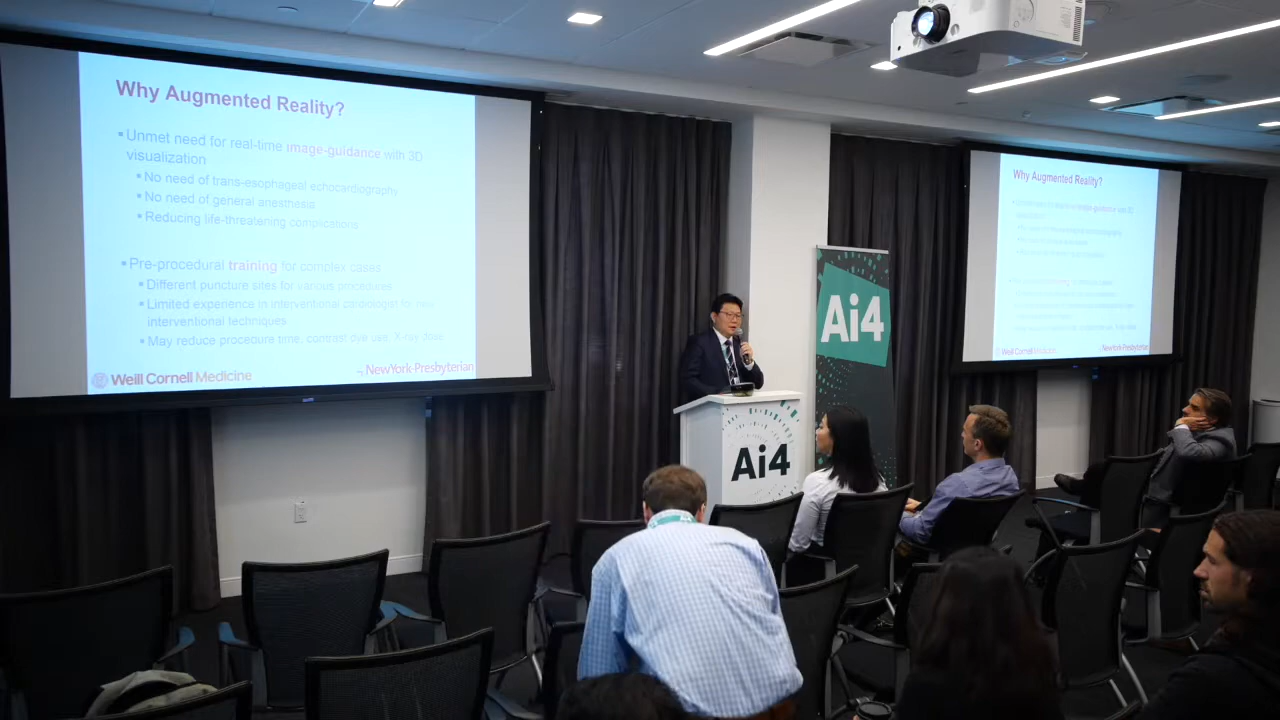 Why Augmented Reality?
▪Unmet need for real-time image-guidance with 3D
visualization
▪No need of trans-esophageal echocardiography
▪No need of general anesthesia
▪Reducing life-threatening complications
▪Pre-procedural training for complex cases
▪Different puncture sites for various procedures
▪Limited experience in interventional cardiologist for new
interventional techniques
▪May reduce procedure time, contrast dye use, X-ray dose
Weill Cornell Medicine
NewYork-Presbyterian
Ai4
Ai4
Why Augmented Reality?
Weill Cornell Medicine
NewYork-Presbyterian